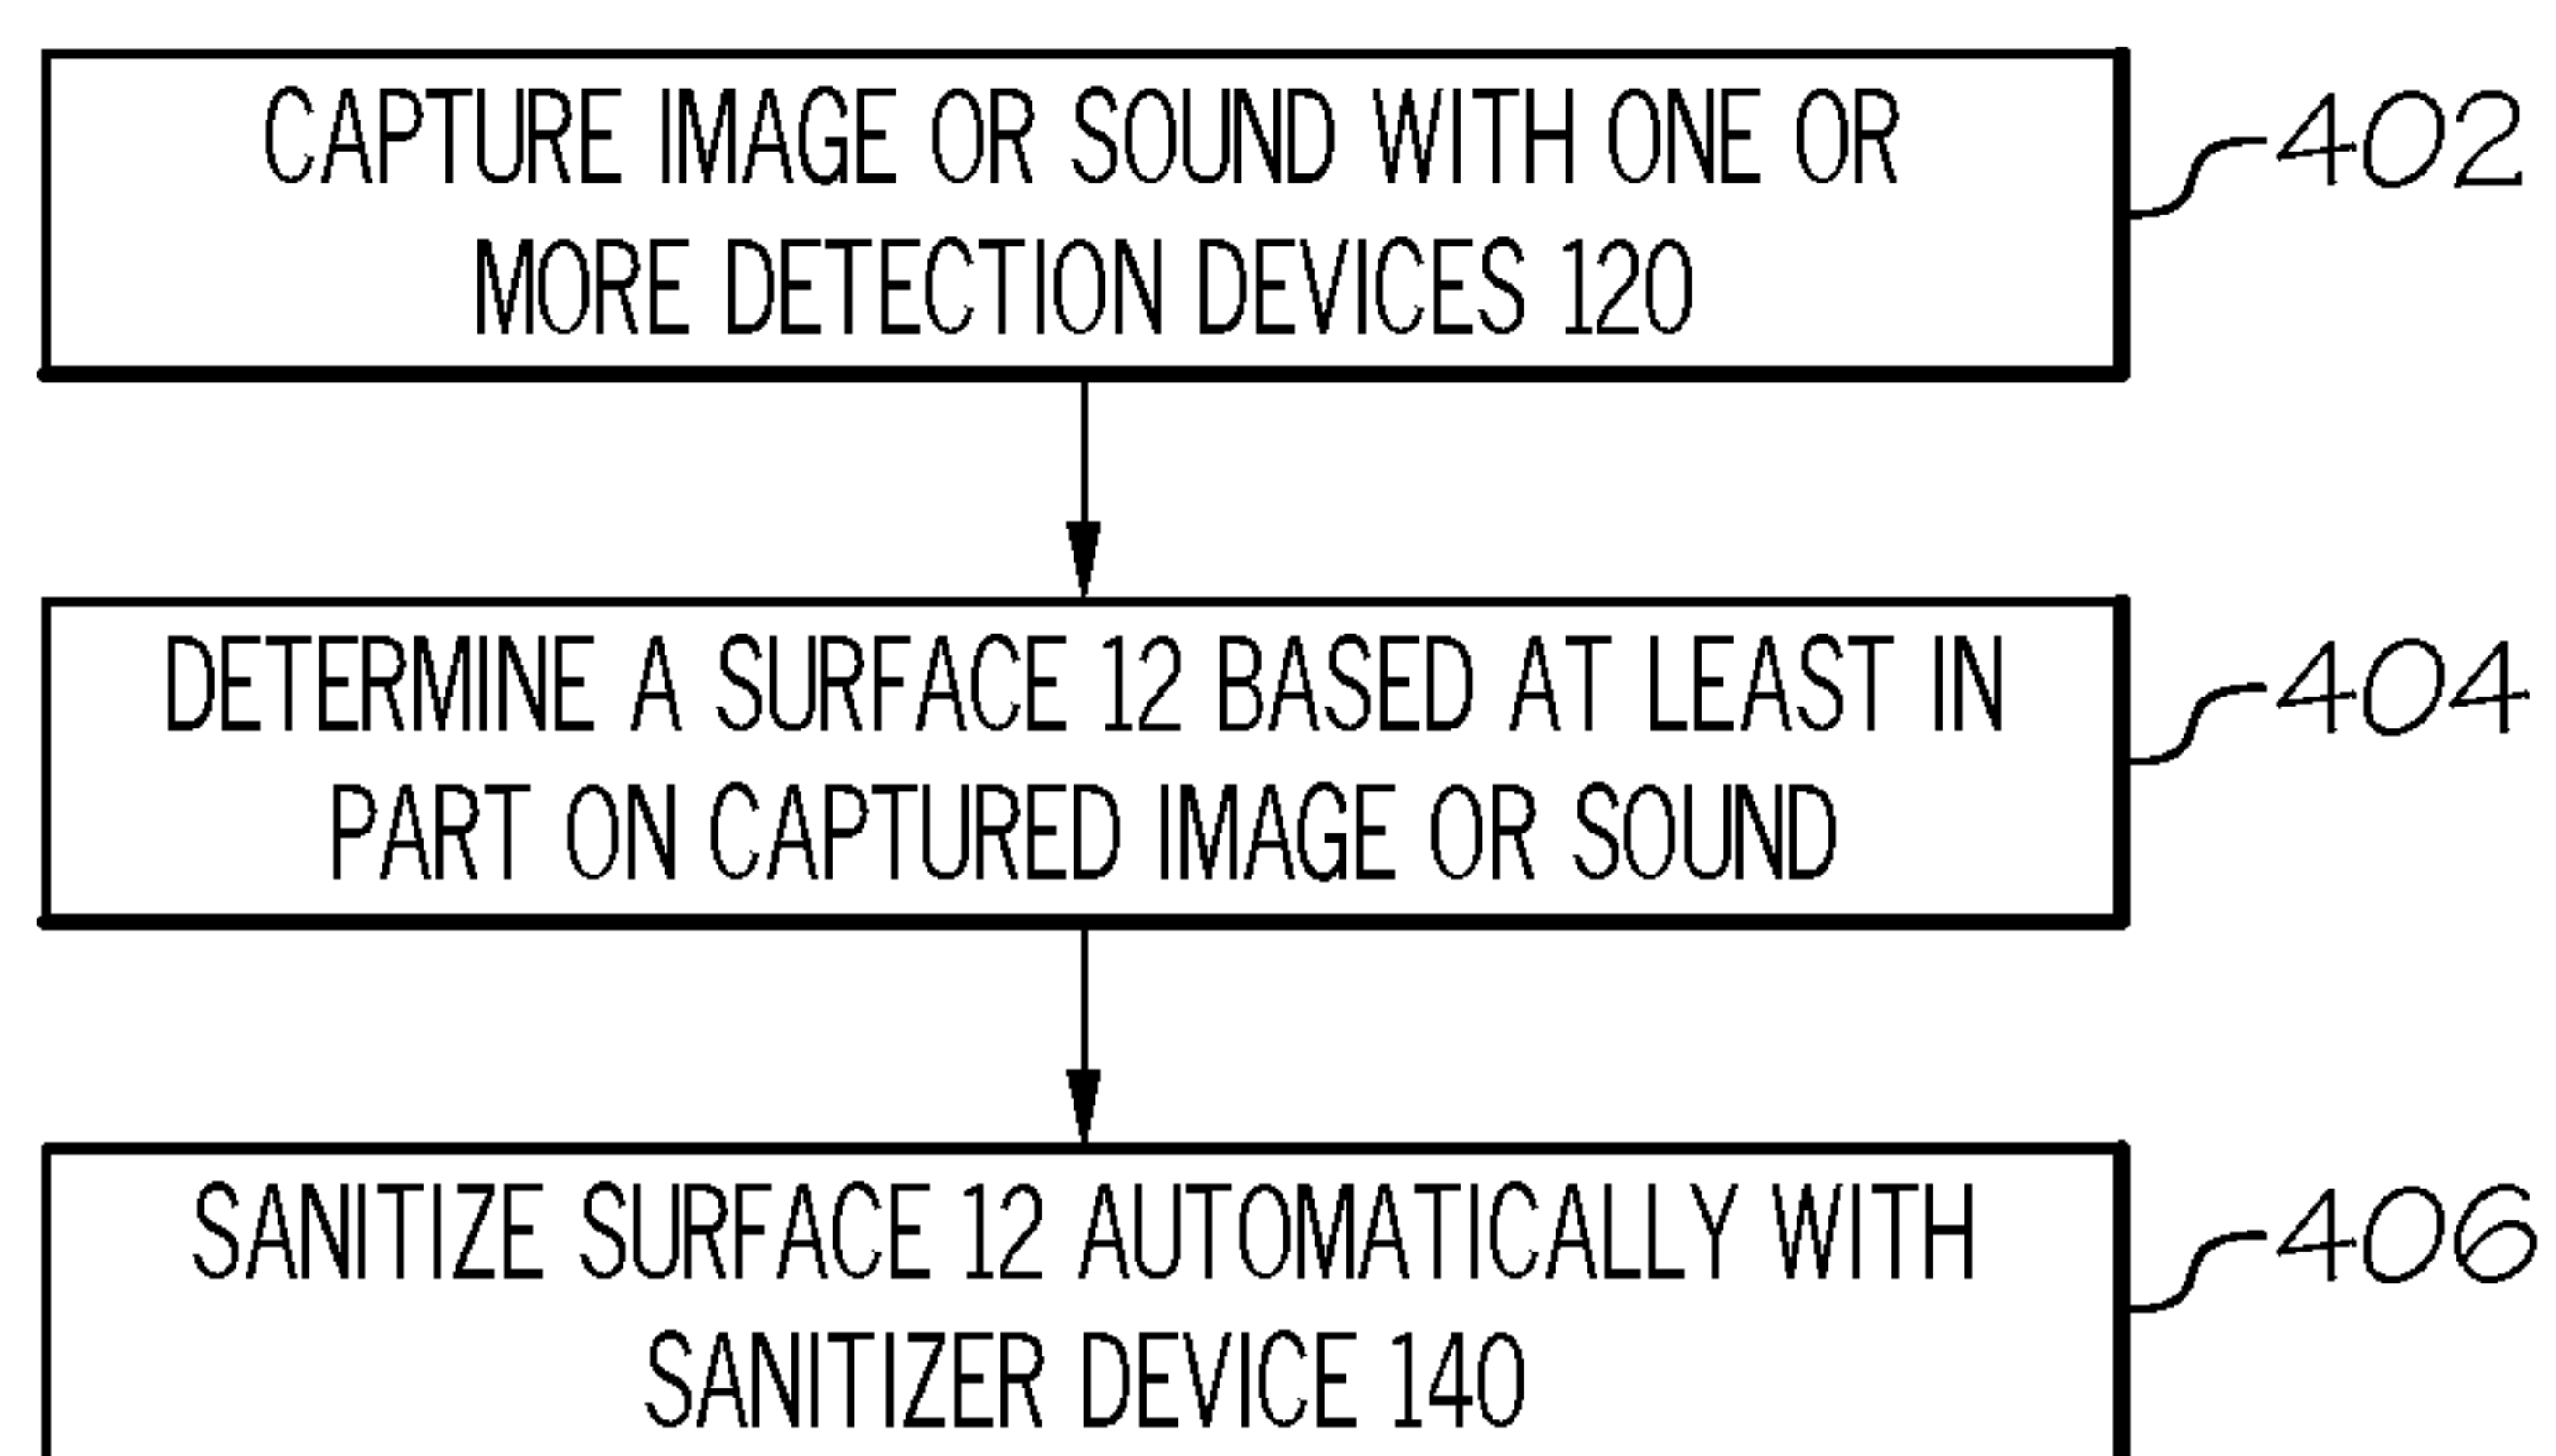 CAPTURE IMAGE OR SOUND WITH ONE OR
MORE DETECTION DEVICES 120
402
DETERMINE A SURFACE 12 BASED AT LEAST IN
PART ON CAPTURED IMAGE OR SOUND
404
SANITIZE SURFACE 12 AUTOMATICALLY WITH
SANITIZER DEVICE 140
406